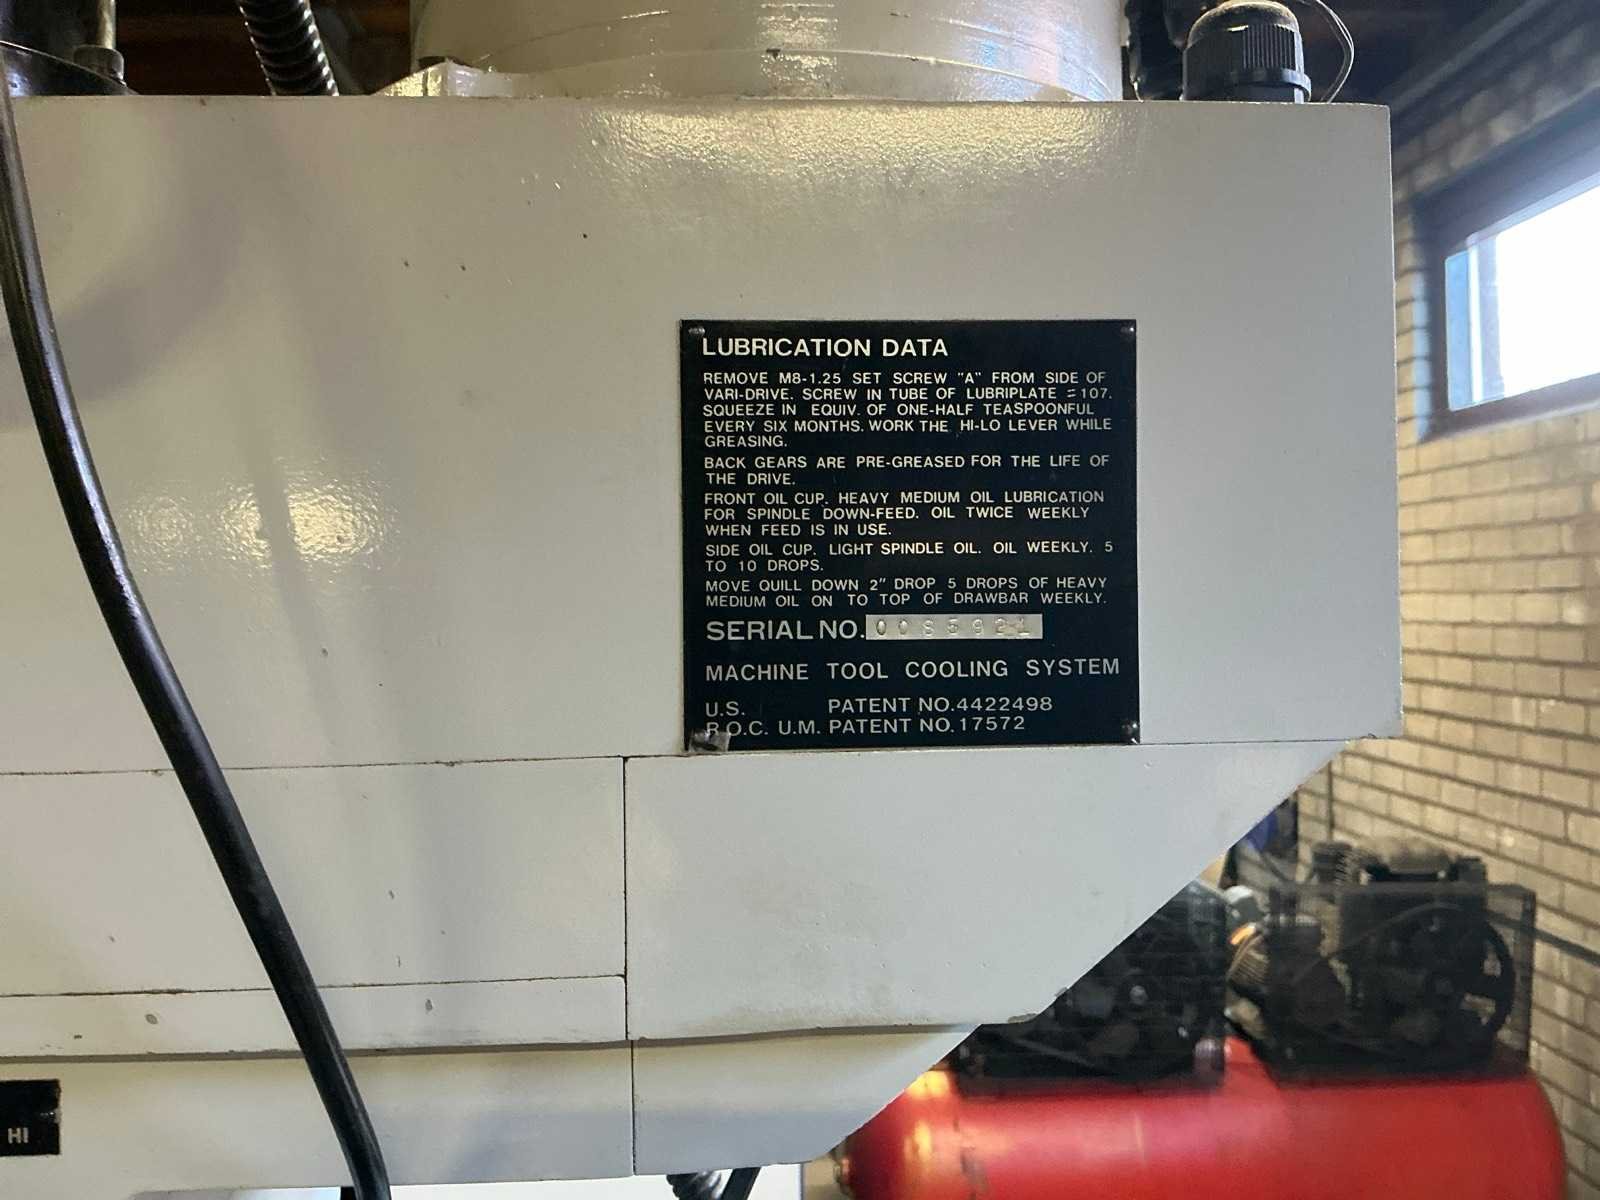 LUBRICATION DATA
REMOVE M8-1.25 SET SCREW "A" FROM SIDE OF
VARI-DRIVE. SCREW IN TUBE OF LUBRIPLATE =107.
SQUEEZE IN EQUIV. OF ONE-HALF TEASPOONFUL
EVERY SIX MONTHS. WORK THE HI-LO LEVER WHILE
GREASING.
BACK GEARS ARE PRE-GREASED FOR THE LIFE OF
THE DRIVE.
FRONT OIL CUP. HEAVY MEDIUM OIL LUBRICATION
FOR SPINDLE DOWN-FEED. OIL TWICE WEEKLY
WHEN FEED IS IN USE.
SIDE OIL CUP. LIGHT SPINDLE OIL. OIL WEEKLY. 5
TO 10 DROPS.
MOVE QUILL DOWN 2" DROP 5 DROPS OF HEAVY
MEDIUM OIL ON TO TOP OF DRAWBAR WEEKLY.
SERIAL NO.
MACHINE TOOL COOLING SYSTEM
U.S. PATENT NO.4422498
R.O.C. U.M. PATENT NO.17572
HI